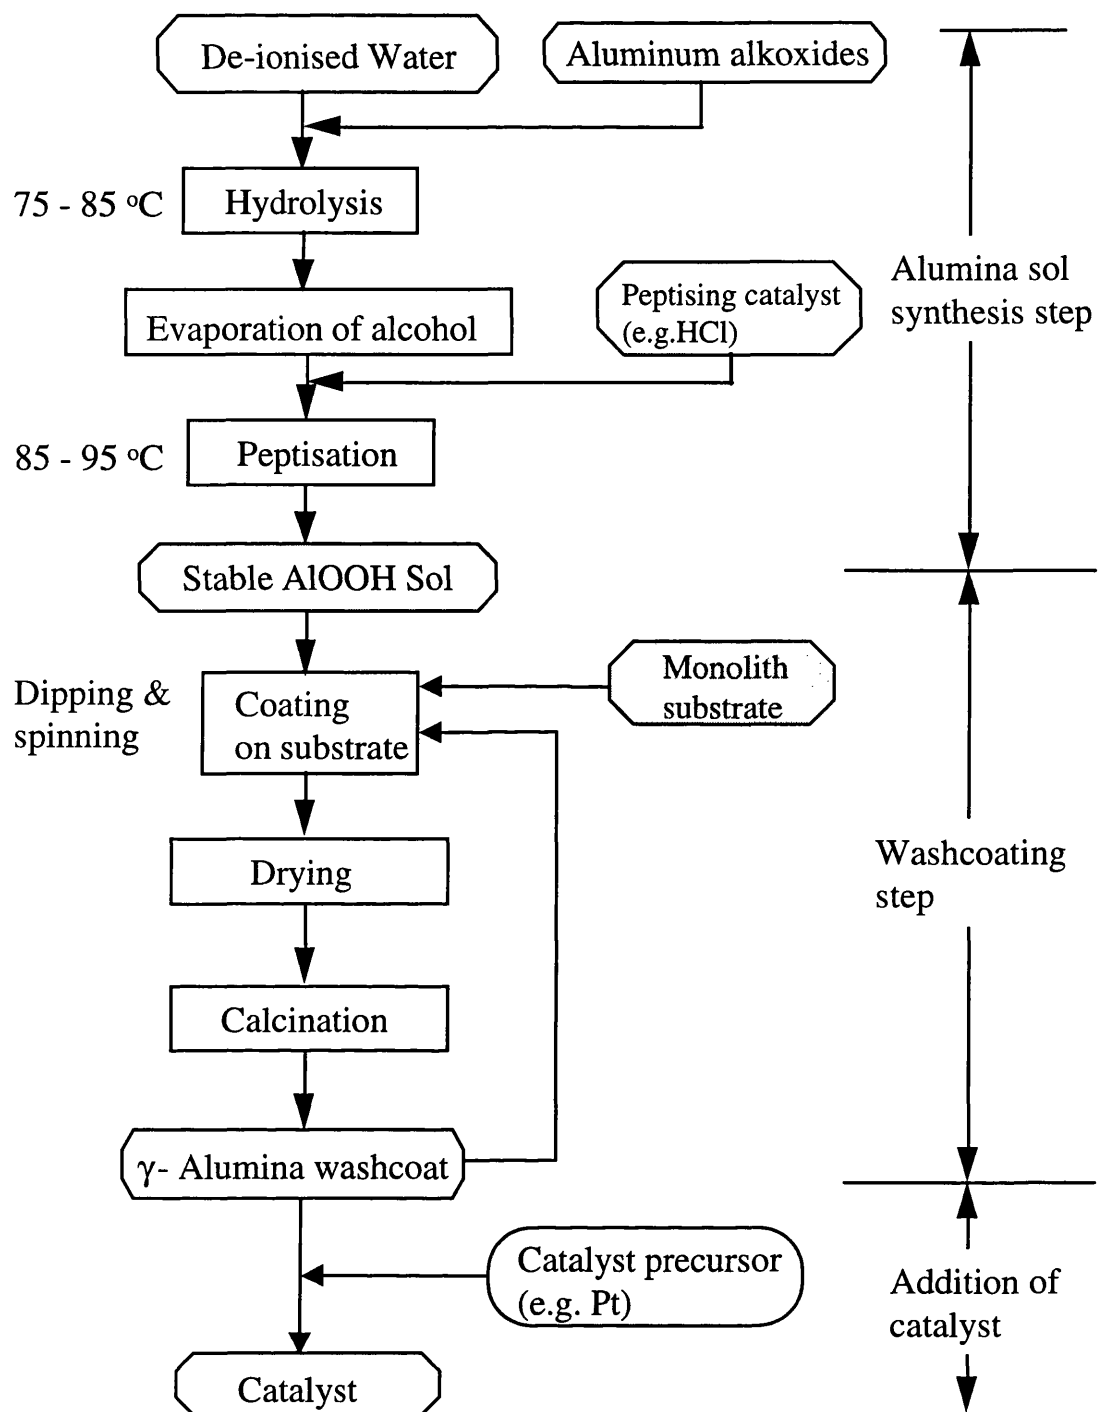 De-ionised Water
Aluminum alkoxides
75 - 85 °C
Hydrolysis
Alumina sol
synthesis step
Evaporation of alcohol
Peptising catalyst
(e.g.HCl)
85 - 95 °C
Peptisation
Stable AlOOH Sol
Dipping &
spinning
Coating
on substrate
Monolith
substrate
Drying
Washcoating
step
Calcination
γ- Alumina washcoat
Catalyst precursor
(e.g. Pt)
Addition of
catalyst
Catalyst